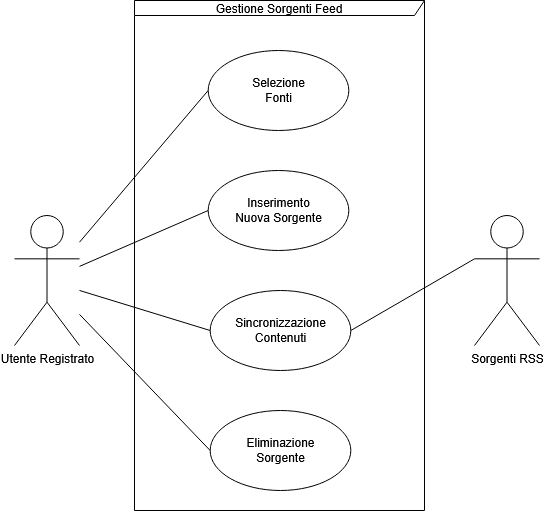 Gestione Sorgenti Feed
Selezione
Fonti
Inserimento
Nuova Sorgente
Sincronizzazione
Contenuti
Eliminazione
Sorgente
Utente Registrato
Sorgenti RSS